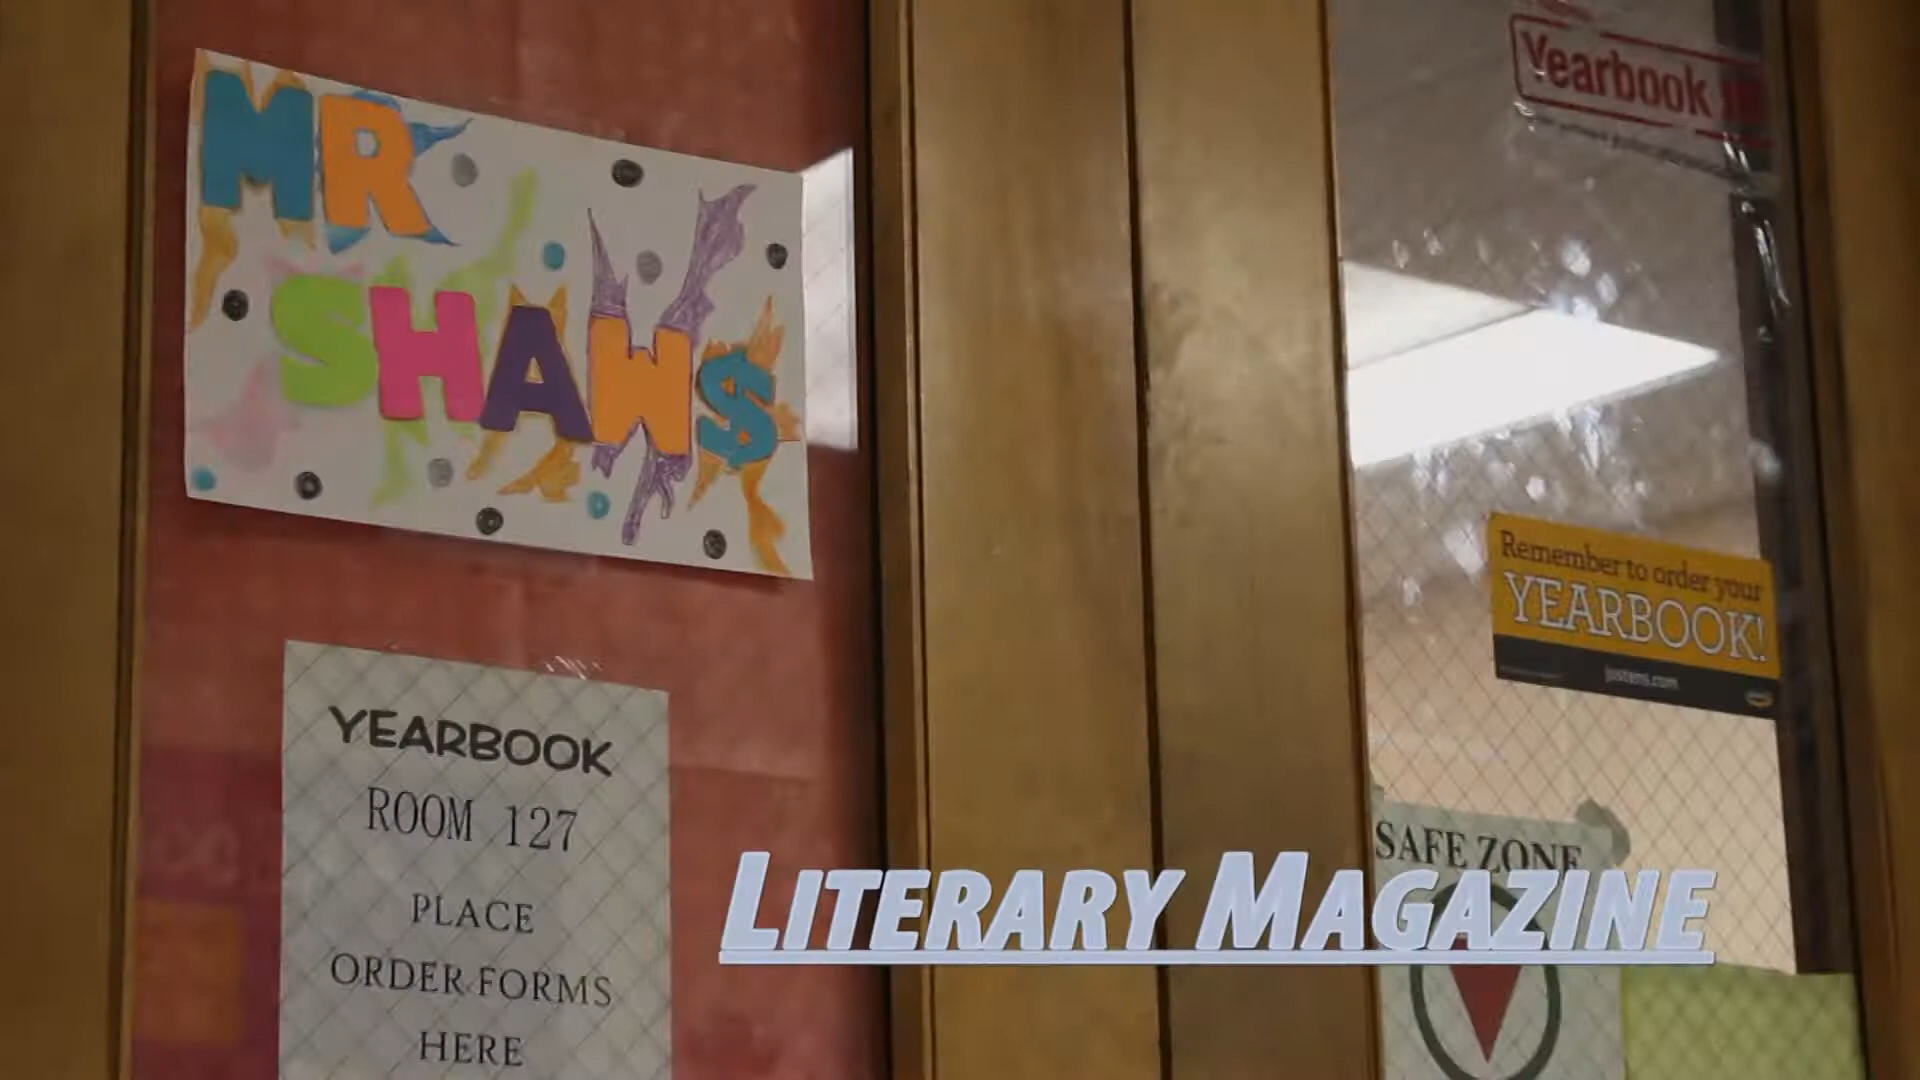 MR
SHAWS
YEARBOOK
ROOM 127
PLACE
ORDER FORMS
HERE
Yearbook
Remember to order your
YEARBOOK!
jostens.com
SAFE ZONE
LITERARY MAGAZINE